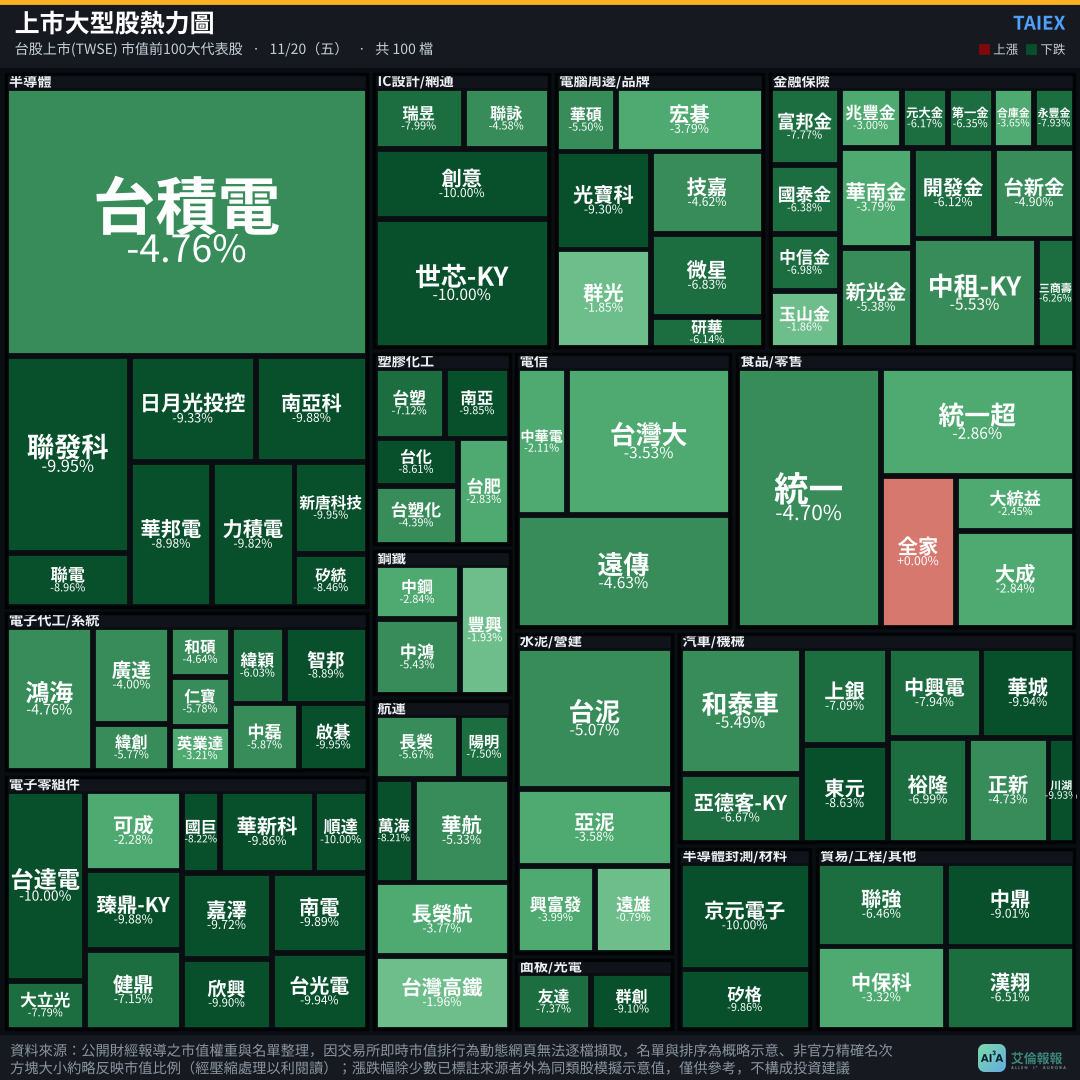 上市大型股熱力圖
TAIEX
台股上市(TWSE) 市值前100大代表股 · 11/20（五） · 共 100 檔
上漲 下跌
半導體
台積電
-4.76%
聯發科
-9.95%
日月光投控
-9.33%
南亞科
-9.88%
華邦電
-8.98%
力積電
-9.82%
新唐科技
-9.95%
聯電
-8.96%
矽統
-8.46%
電子代工/系統
鴻海
-4.76%
廣達
-4.00%
緯創
-5.77%
和碩
-4.64%
仁寶
-5.78%
英業達
-3.21%
緯穎
-6.03%
智邦
-8.89%
中磊
-5.87%
啟碁
-9.95%
電子零組件
台達電
-10.00%
大立光
-7.79%
可成
-2.28%
臻鼎-KY
-9.88%
健鼎
-7.15%
國巨
-8.22%
華新科
-9.86%
順達
-10.00%
嘉澤
-9.72%
南電
-9.89%
欣興
-9.90%
台光電
-9.94%
IC設計/網通
瑞昱
-7.99%
聯詠
-4.58%
創意
-10.00%
世芯-KY
-10.00%
塑膠化工
台塑
-7.12%
南亞
-9.85%
台化
-8.61%
台塑化
-4.39%
台肥
-2.83%
鋼鐵
中鋼
-2.84%
中鴻
-5.43%
豐興
-1.93%
航運
長榮
-5.67%
陽明
-7.50%
萬海
-8.21%
華航
-5.33%
長榮航
-3.77%
台灣高鐵
-1.96%
電腦周邊/品牌
華碩
-5.50%
宏碁
-3.79%
光寶科
-9.30%
技嘉
-4.62%
群光
-1.85%
微星
-6.83%
研華
-6.14%
金融保險
富邦金
-7.77%
國泰金
-6.38%
中信金
-6.98%
玉山金
-1.86%
兆豐金
-3.00%
元大金
-6.17%
第一金
-6.35%
合庫金
-3.65%
永豐金
-7.93%
華南金
-3.79%
開發金
-6.12%
台新金
-4.90%
新光金
-5.38%
中租-KY
-5.53%
三商壽
-6.26%
電信
中華電
-2.11%
台灣大
-3.53%
遠傳
-4.63%
食品/零售
統一
-4.70%
統一超
-2.86%
全家
+0.00%
大統益
-2.45%
大成
-2.84%
水泥/營建
台泥
-5.07%
亞泥
-3.58%
興富發
-3.99%
遠雄
-0.79%
面板/光電
友達
-7.37%
群創
-9.10%
汽車/機械
和泰車
-5.49%
亞德客-KY
-6.67%
上銀
-7.09%
中興電
-7.94%
華城
-9.94%
東元
-8.63%
裕隆
-6.99%
正新
-4.73%
川湖
-9.93%
半導體封測/材料
京元電子
-10.00%
矽格
-9.86%
貿易/工程/其他
聯強
-6.46%
中鼎
-9.01%
中保科
-3.32%
漢翔
-6.51%
資料來源：公開財經報導之市值權重與名單整理，因交易所即時市值排行為動態網頁無法逐檔擷取，名單與排序為概略示意、非官方精確名次
方塊大小約略反映市值比例（經壓縮處理以利閱讀）；漲跌幅除少數已標註來源者外為同類股模擬示意值，僅供參考，不構成投資建議
艾倫報報
ALLEN IT AURORA